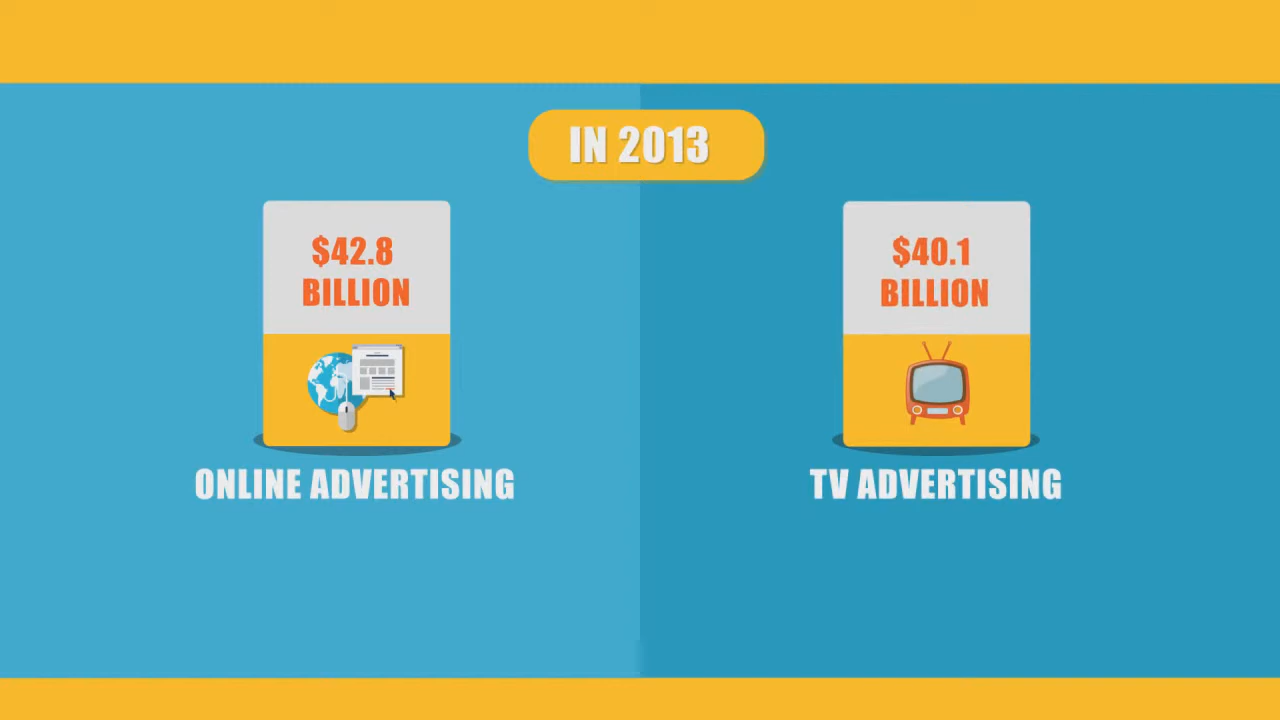 IN 2013
$42.8
BILLION
ONLINE ADVERTISING
$40.1
BILLION
TV ADVERTISING